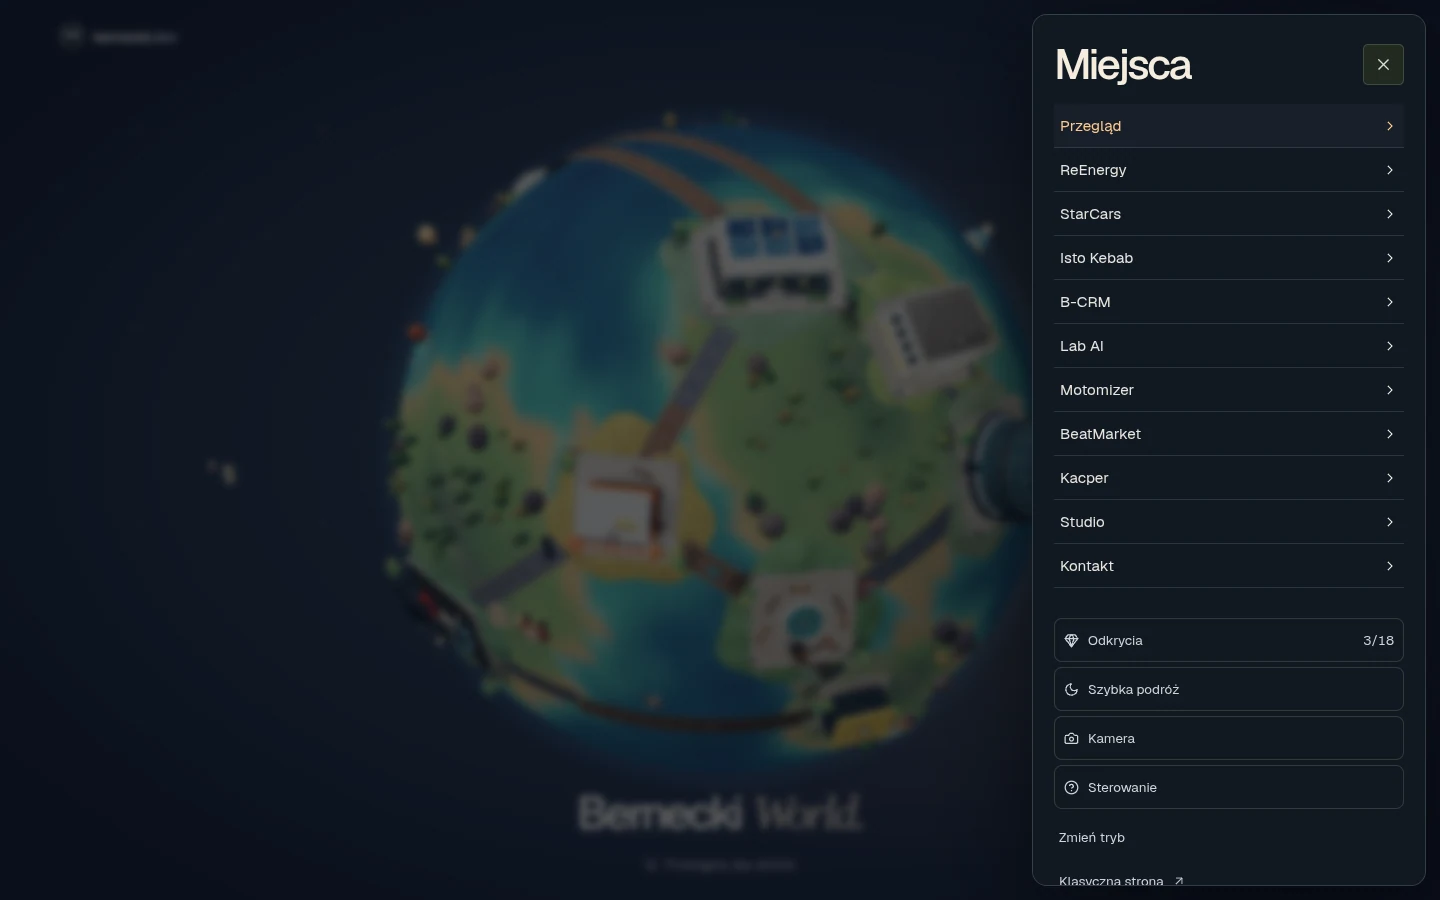 Miejsca
Przegląd
ReEnergy
StarCars
Isto Kebab
B-CRM
Lab AI
Motomizer
BeatMarket
Kacper
Studio
Kontakt
Odkrycia 3/18
Szybka podróż
Kamera
Sterowanie
Zmień tryb
Klasyczna strona
Bernecki World.